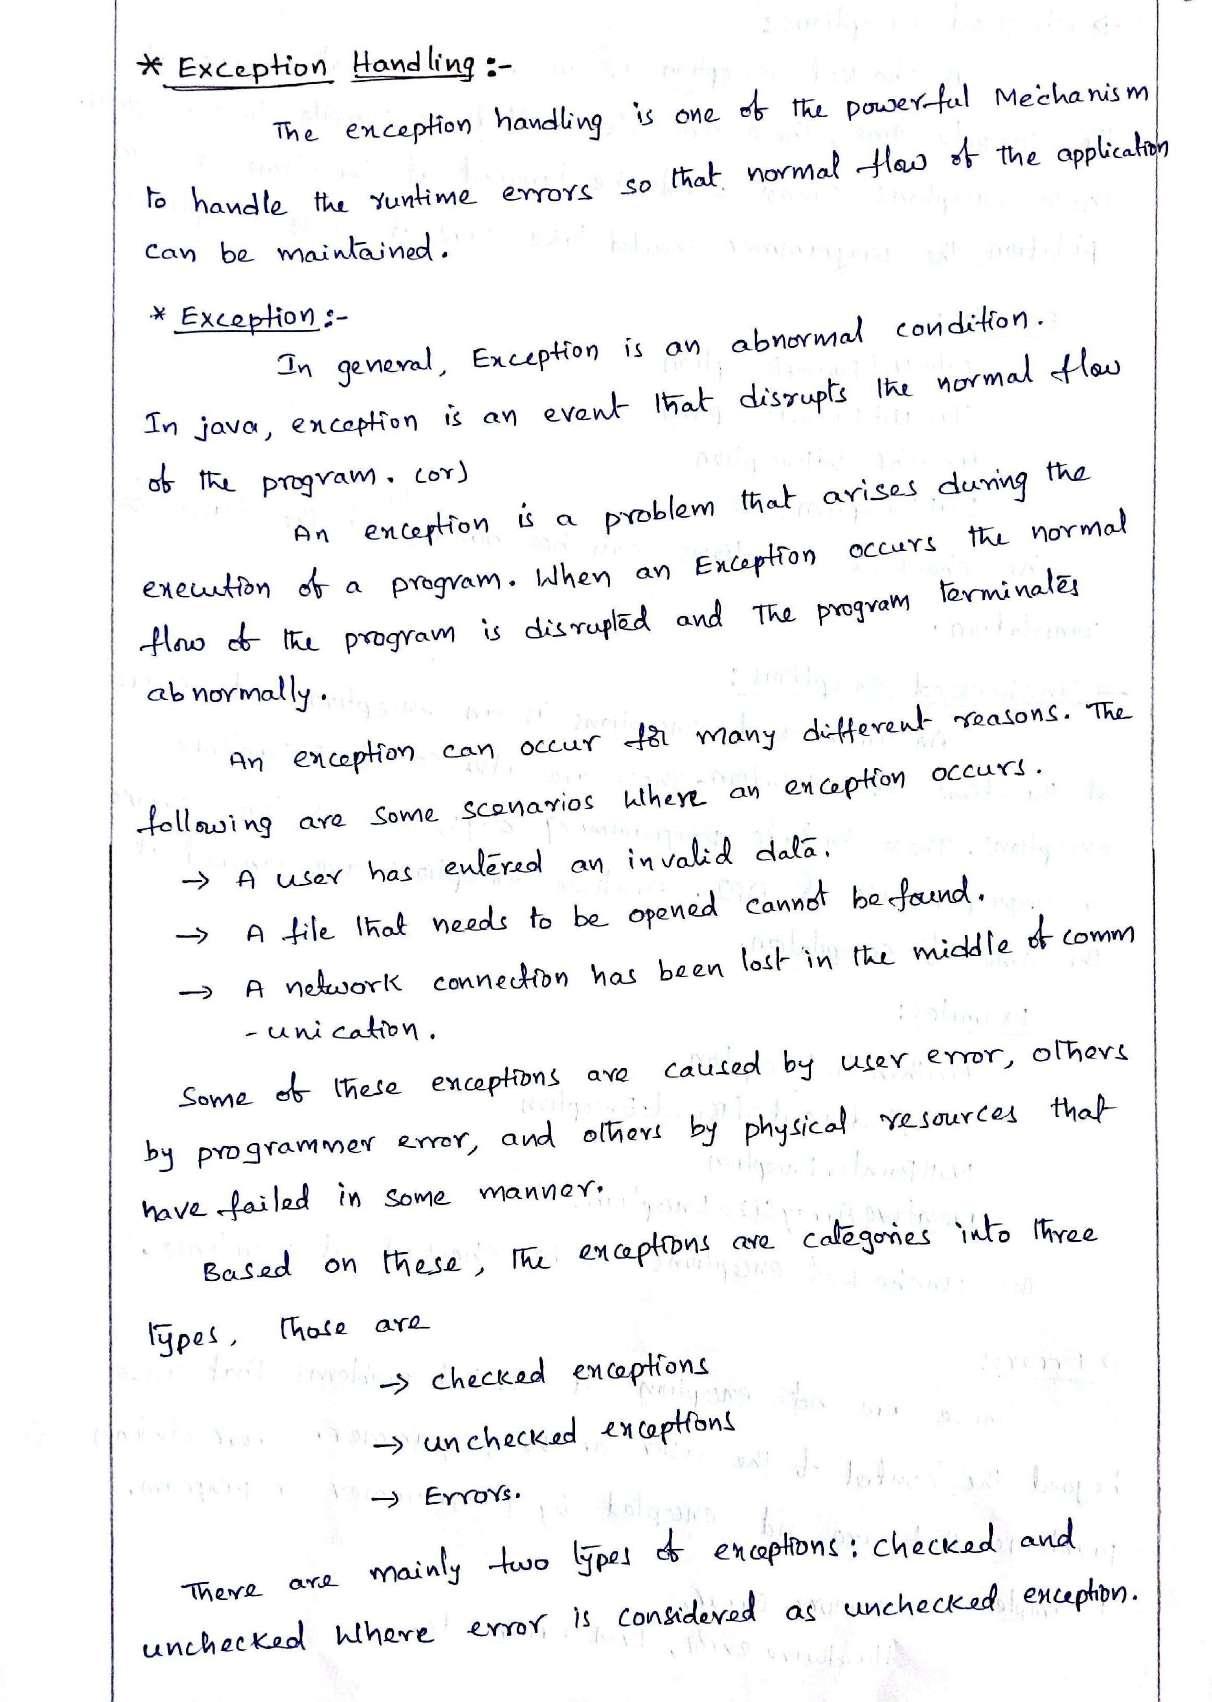 * Exception Handling :-
The exception handling is one of the powerful Mechanism
to handle the runtime errors so that normal flow of the application
can be maintained.
* Exception :-
In general, Exception is an abnormal condition.
In java, exception is an event that disrupts the normal flow
of the program. (or)
An exception is a problem that arises during the
execution of a program. When an Exception occurs the normal
flow of the program is disrupted and The program terminates
abnormally.
An exception can occur for many different reasons. The
following are some scenarios Where an exception occurs.
→ A user has entered an invalid data.
→ A file that needs to be opened cannot be found.
→ A network connection has been lost in the middle of comm
- unication.
Some of these exceptions are caused by user error, others
by programmer error, and others by physical resources that
have failed in some manner.
Based on these, The exceptions are categories into three
types, Those are
→ checked exceptions
→ unchecked exceptions
→ Errors.
There are mainly two types of exceptions : checked and
unchecked Where error is considered as unchecked exception.